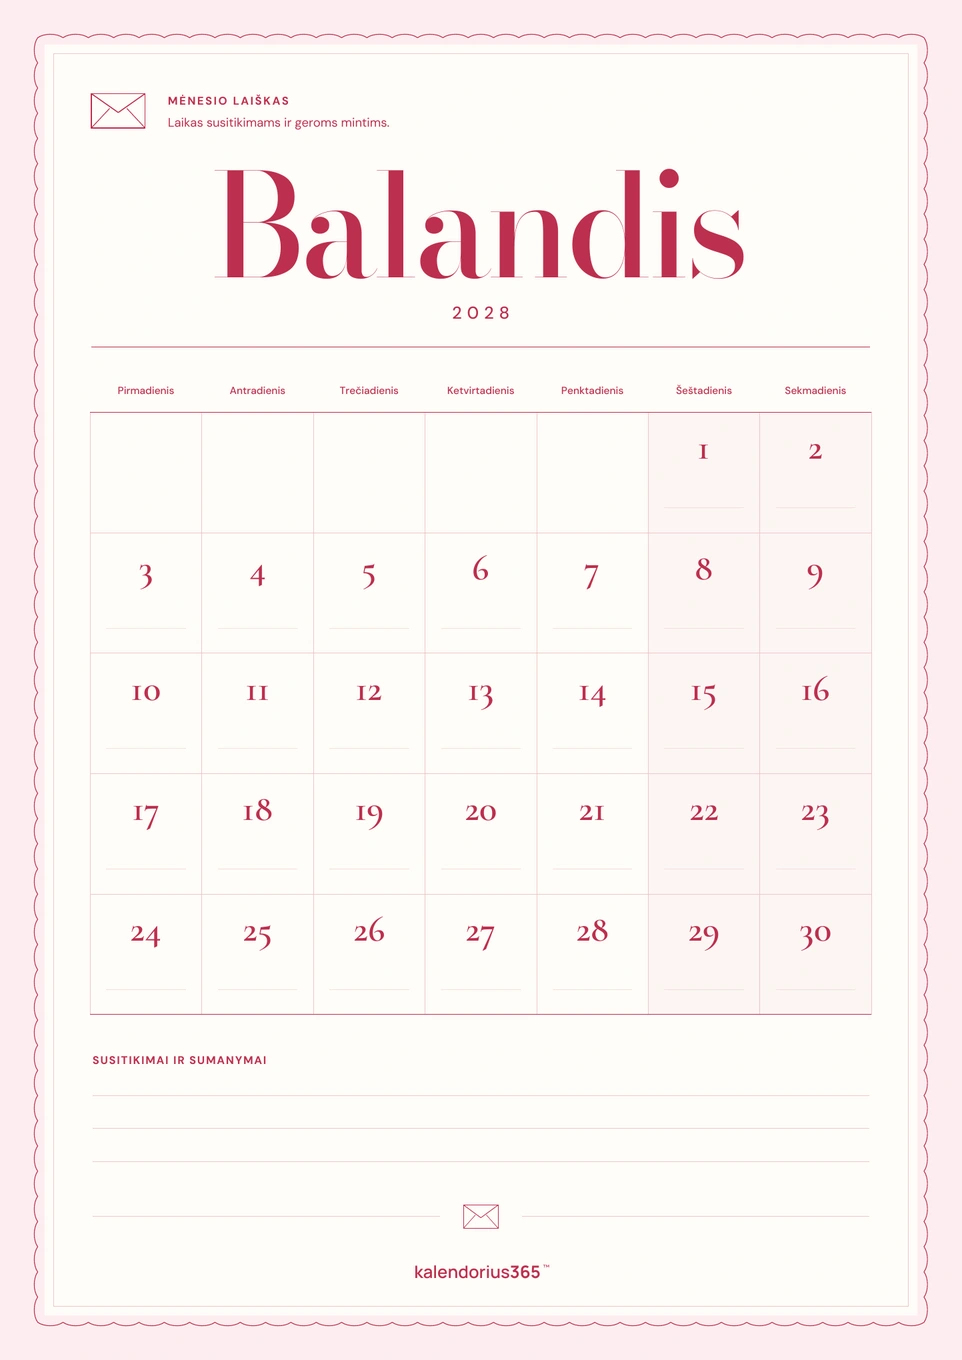 MĖNESIO LAIŠKAS
Laikas susitikimams ir geroms mintims.
Balandis
2028
Pirmadienis Antradienis Trečiadienis Ketvirtadienis Penktadienis Šeštadienis Sekmadienis
1 2
3 4 5 6 7 8 9
10 11 12 13 14 15 16
17 18 19 20 21 22 23
24 25 26 27 28 29 30
SUSITIKIMAI IR SUMANYMAI
kalendorius365™